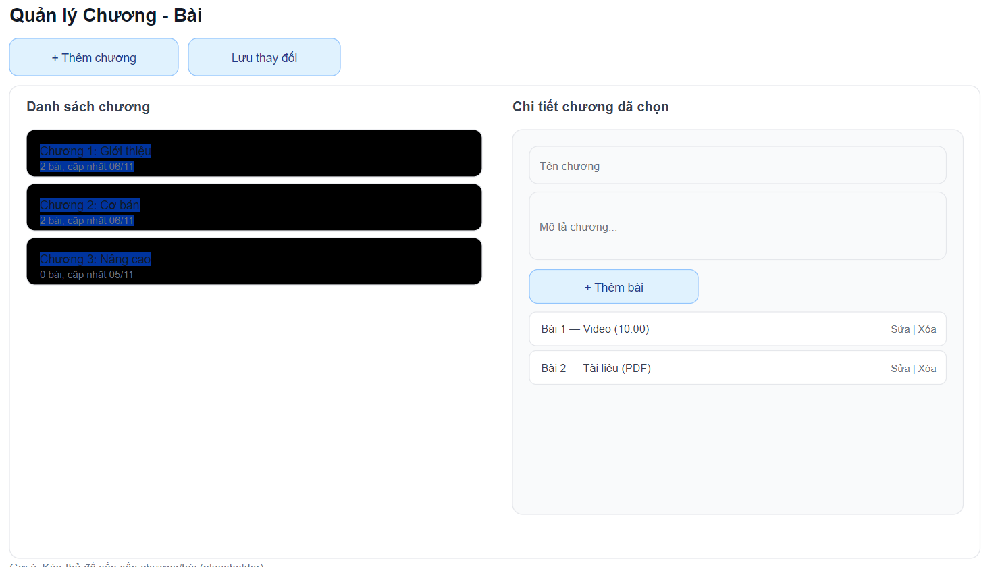 Quản lý Chương - Bài
+ Thêm chương
Lưu thay đổi
Danh sách chương
Chương 1: Giới thiệu
2 bài, cập nhật 06/11
Chương 2: Cơ bản
2 bài, cập nhật 06/11
Chương 3: Nâng cao
0 bài, cập nhật 05/11
Chi tiết chương đã chọn
Tên chương
Mô tả chương...
+ Thêm bài
Bài 1 — Video (10:00) Sửa | Xóa
Bài 2 — Tài liệu (PDF) Sửa | Xóa
Gợi ý: Kéo thả để sắp xếp chương/bài (placeholder)